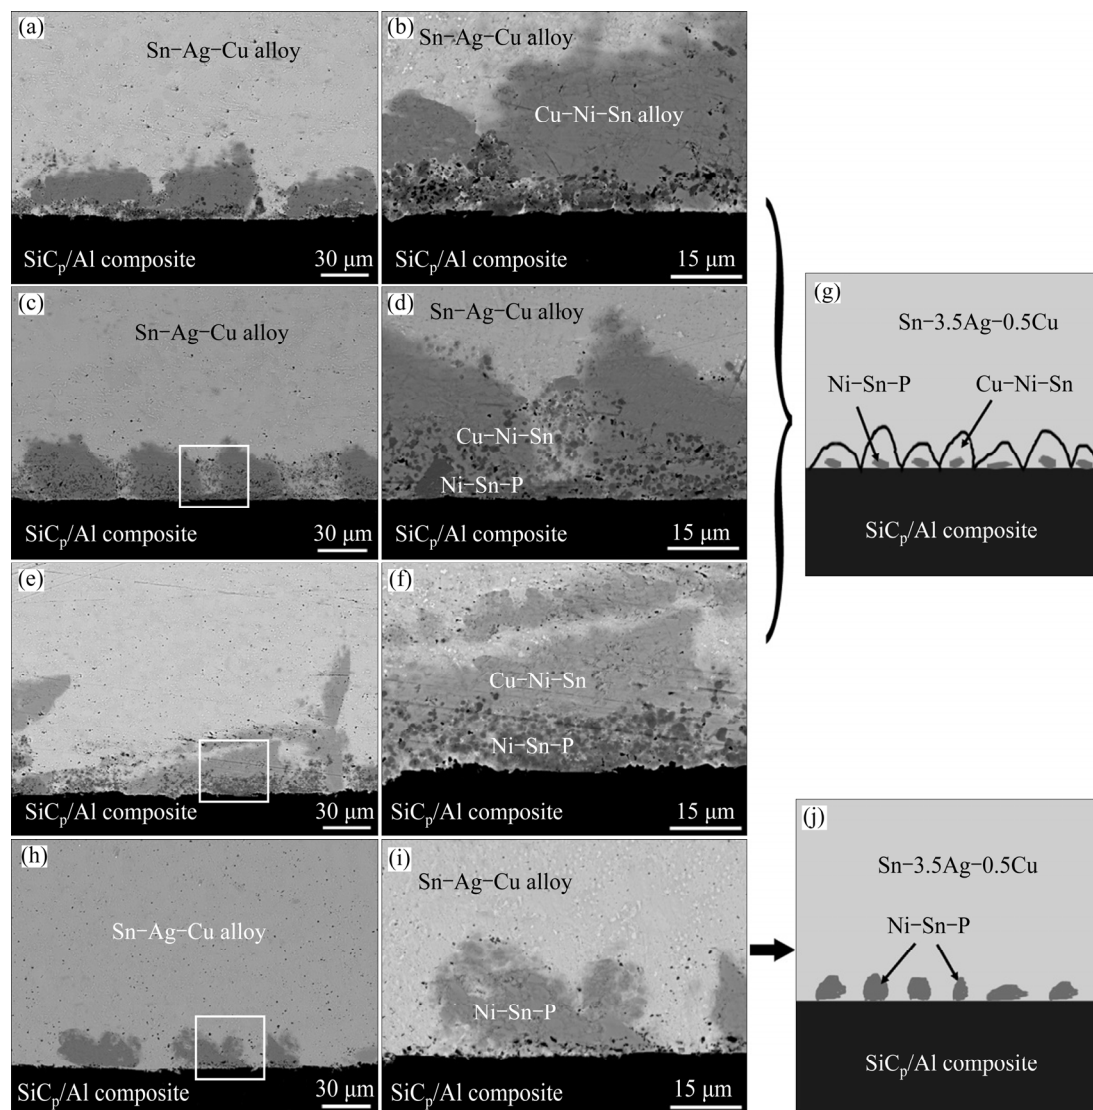 (a)
Sn−Ag−Cu alloy
SiCp/Al composite
30 μm
(b)
Sn−Ag−Cu alloy
Cu−Ni−Sn alloy
SiCp/Al composite
15 μm
(c)
Sn−Ag−Cu alloy
SiCp/Al composite
30 μm
(d)
Sn−Ag−Cu alloy
Cu−Ni−Sn
Ni−Sn−P
SiCp/Al composite
15 μm
(e)
SiCp/Al composite
30 μm
(f)
Cu−Ni−Sn
Ni−Sn−P
SiCp/Al composite
15 μm
(g)
Sn−3.5Ag−0.5Cu
Ni−Sn−P
Cu−Ni−Sn
SiCp/Al composite
(h)
Sn−Ag−Cu alloy
SiCp/Al composite
30 μm
(i)
Sn−Ag−Cu alloy
Ni−Sn−P
SiCp/Al composite
15 μm
(j)
Sn−3.5Ag−0.5Cu
Ni−Sn−P
SiCp/Al composite